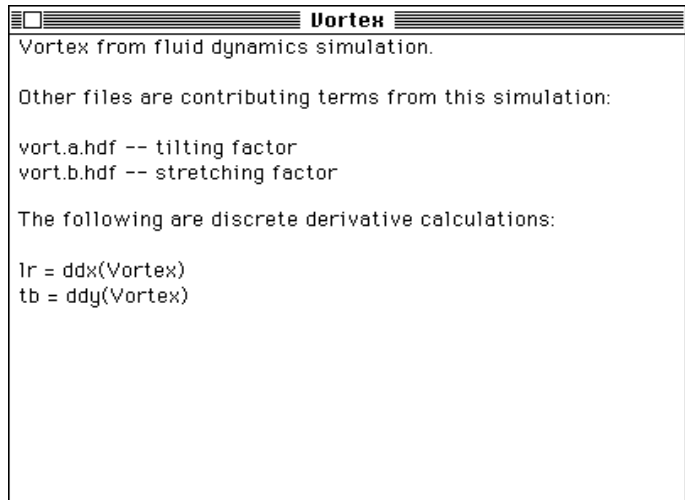 Vortex
Vortex from fluid dynamics simulation.
Other files are contributing terms from this simulation:
vort.a.hdf -- tilting factor
vort.b.hdf -- stretching factor
The following are discrete derivative calculations:
lr = ddx(Vortex)
tb = ddy(Vortex)